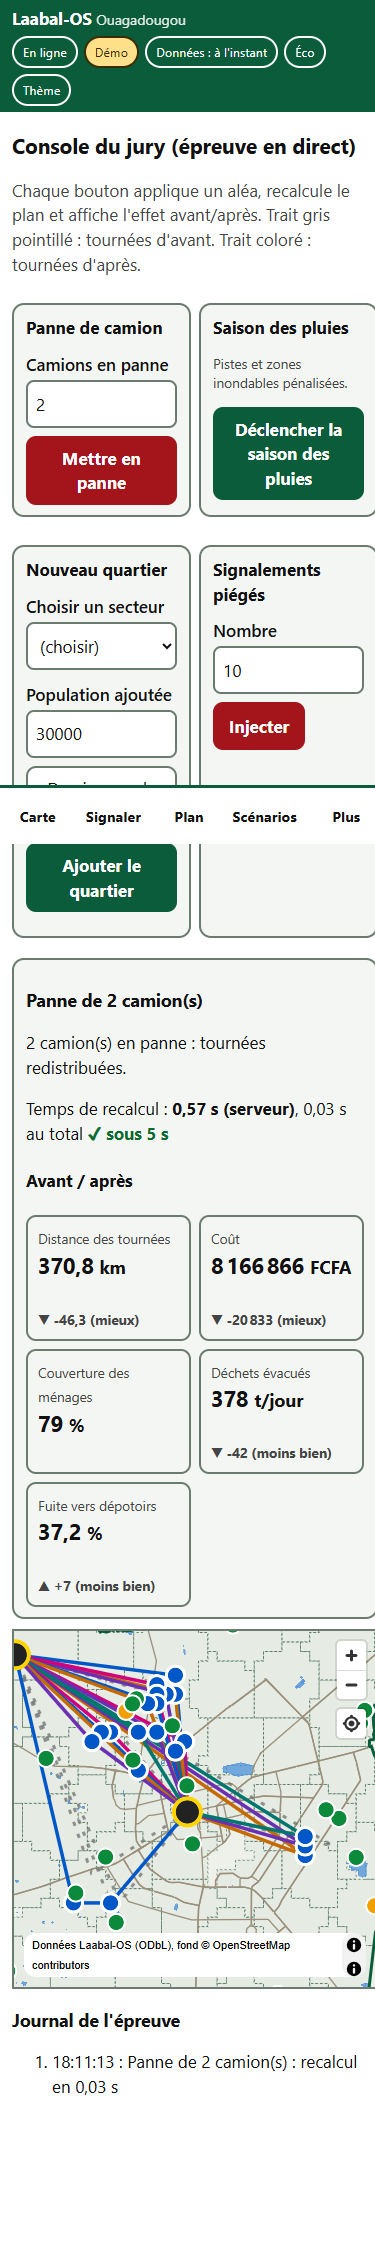 Laabal-OS Ouagadougou
En ligne
Démo
Données : à l'instant
Éco
Thème
Console du jury (épreuve en direct)
Chaque bouton applique un aléa, recalcule le
plan et affiche l'effet avant/après. Trait gris
pointillé : tournées d'avant. Trait coloré :
tournées d'après.
Panne de camion
Camions en panne
2
Mettre en
panne
Saison des pluies
Pistes et zones
inondables pénalisées.
Déclencher la
saison des
pluies
Nouveau quartier
Choisir un secteur
(choisir)
Population ajoutée
30000
Signalements
piégés
Nombre
10
Injecter
Carte
Signaler
Plan
Scénarios
Plus
Ajouter le
quartier
Panne de 2 camion(s)
2 camion(s) en panne : tournées
redistribuées.
Temps de recalcul : 0,57 s (serveur), 0,03 s
au total ✓ sous 5 s
Avant / après
Distance des tournées
370,8 km
▼ -46,3 (mieux)
Coût
8 166 866 FCFA
▼ -20 833 (mieux)
Couverture des
ménages
79 %
Déchets évacués
378 t/jour
▼ -42 (moins bien)
Fuite vers dépotoirs
37,2 %
▲ +7 (moins bien)
Données Laabal-OS (ODbL), fond © OpenStreetMap
contributors
Journal de l'épreuve
1. 18:11:13 : Panne de 2 camion(s) : recalcul
en 0,03 s